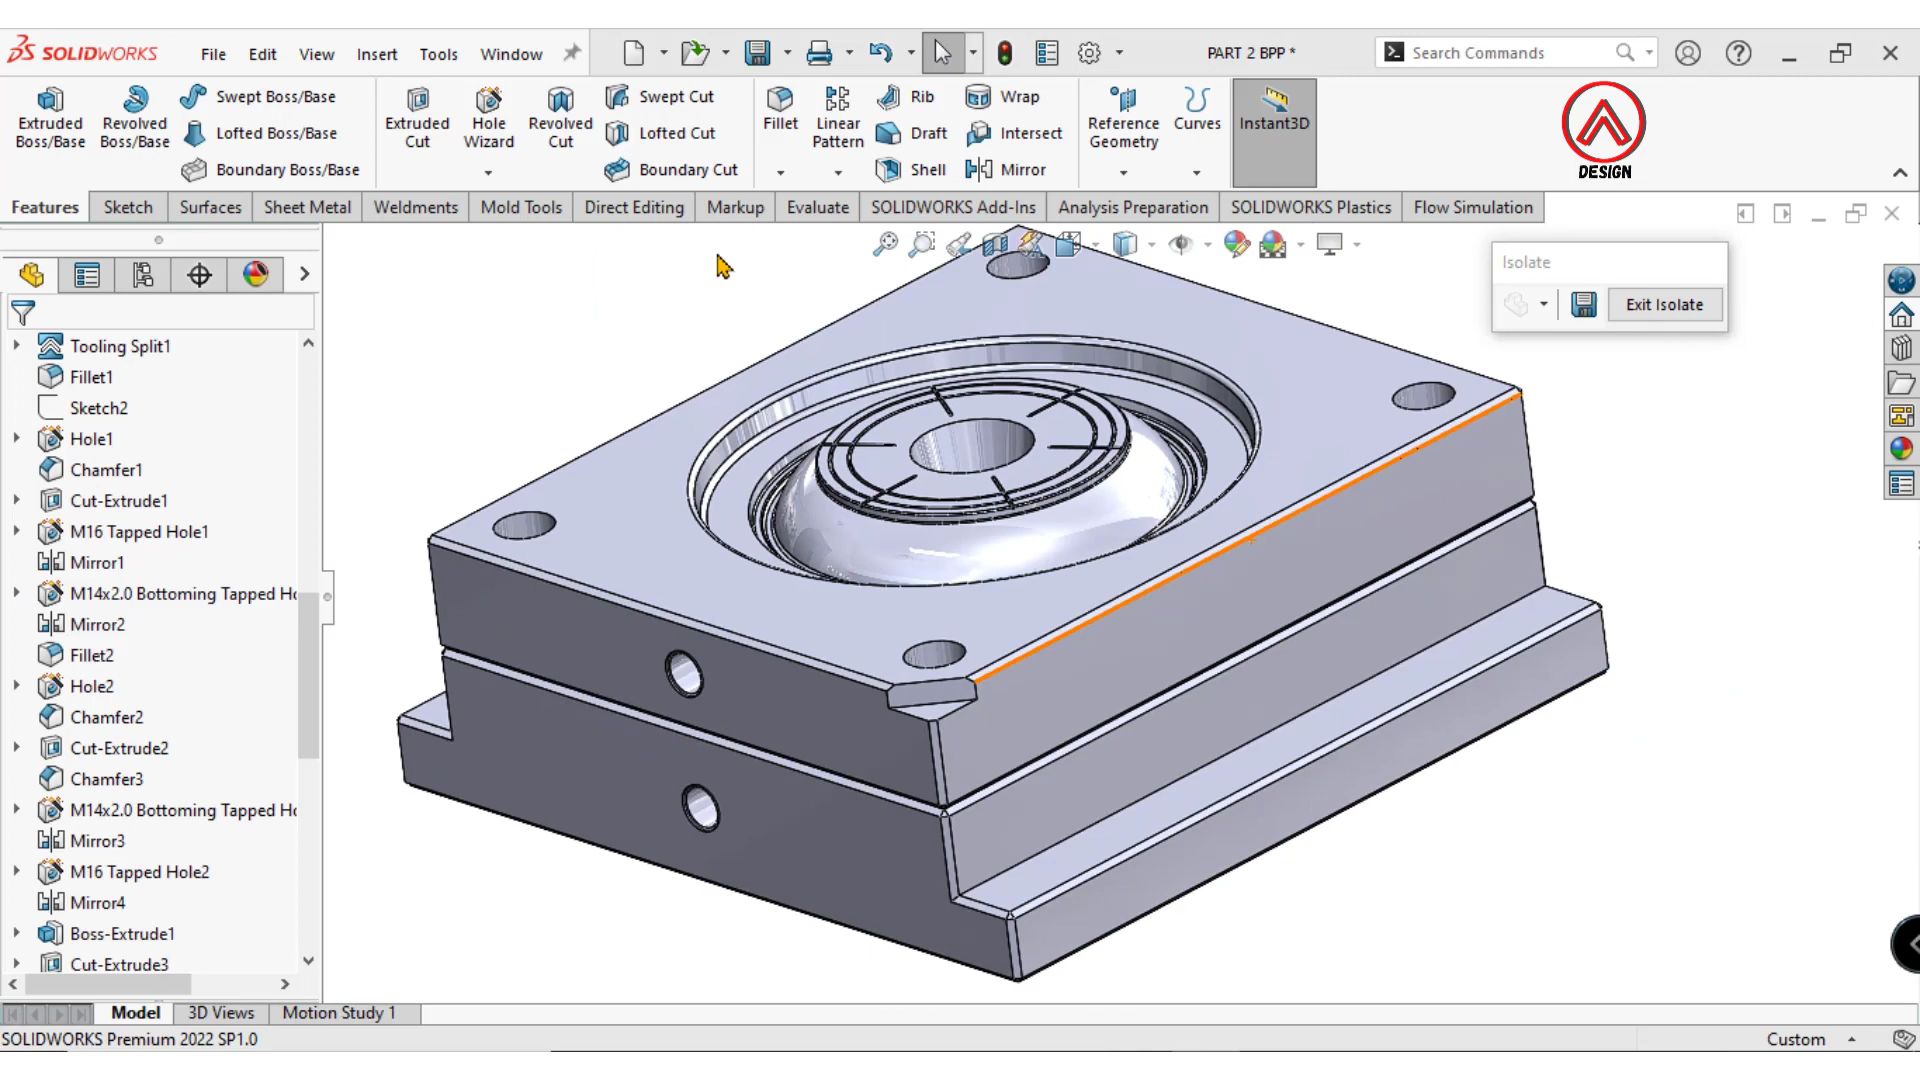 SOLIDWORKS File Edit View Insert Tools Window PART 2 BPP * Search Commands
Extruded Boss/Base
Revolved Boss/Base
Swept Boss/Base
Lofted Boss/Base
Boundary Boss/Base
Extruded Cut
Hole Wizard
Revolved Cut
Swept Cut
Lofted Cut
Boundary Cut
Fillet
Linear Pattern
Rib
Draft
Shell
Wrap
Intersect
Mirror
Reference Geometry
Curves
Instant3D
DESIGN
Features Sketch Surfaces Sheet Metal Weldments Mold Tools Direct Editing Markup Evaluate SOLIDWORKS Add-Ins Analysis Preparation SOLIDWORKS Plastics Flow Simulation
Isolate
Exit Isolate
Tooling Split1
Fillet1
Sketch2
Hole1
Chamfer1
Cut-Extrude1
M16 Tapped Hole1
Mirror1
M14x2.0 Bottoming Tapped Ho
Mirror2
Fillet2
Hole2
Chamfer2
Cut-Extrude2
Chamfer3
M14x2.0 Bottoming Tapped Ho
Mirror3
M16 Tapped Hole2
Mirror4
Boss-Extrude1
Cut-Extrude3
Model 3D Views Motion Study 1
SOLIDWORKS Premium 2022 SP1.0 Custom